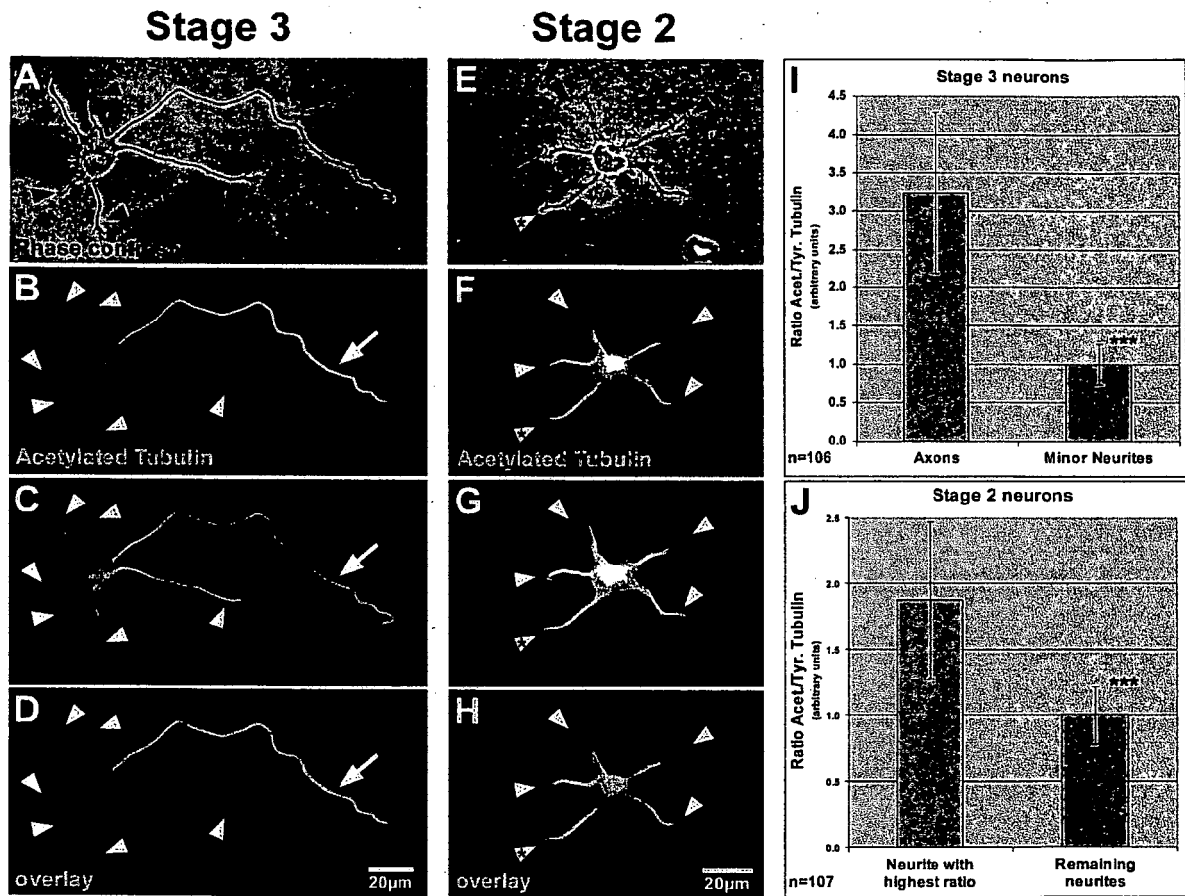 Stage 3
Stage 2
A
Phase cont.
B
Acetylated Tubulin
C
D
overlay
20µm
E
F
Acetylated Tubulin
G
H
overlay
20µm
I
Stage 3 neurons
Ratio Acet./Tyr. Tubulin
(arbitrary units)
4.5
4.0
3.5
3.0
2.5
2.0
1.5
1.0
0.5
0.0
***
n=106
Axons
Minor Neurites
J
Stage 2 neurons
Ratio Acet./Tyr. Tubulin
(arbitrary units)
2.5
2.0
1.5
1.0
0.5
0.0
***
n=107
Neurite with
highest ratio
Remaining
neurites